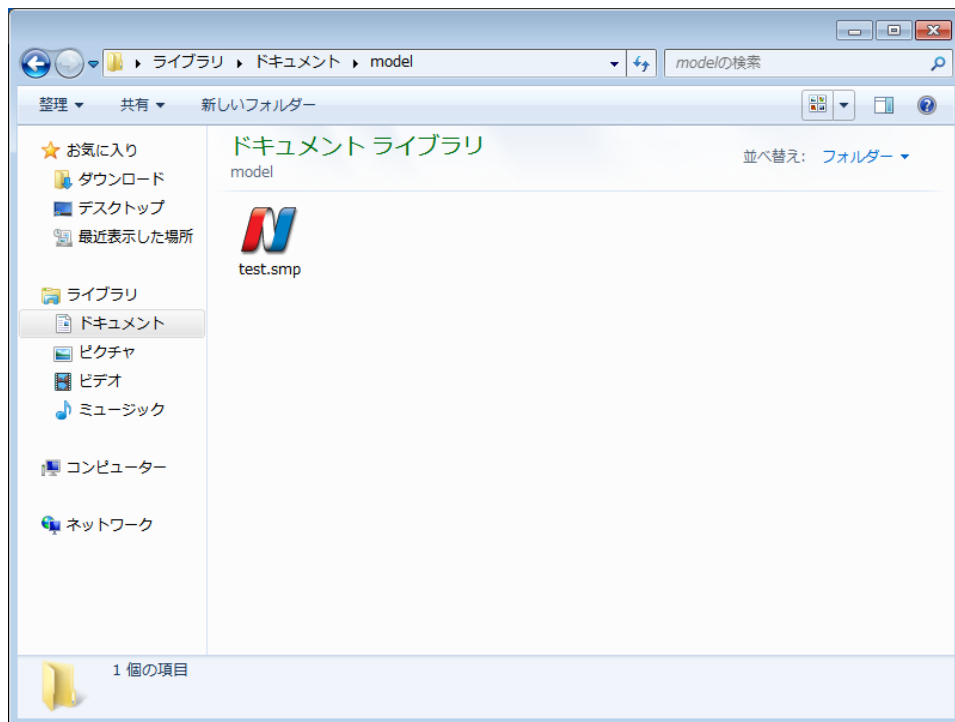 ライブラリ ドキュメント model
modelの検索
整理 共有 新しいフォルダー
お気に入り
ダウンロード
デスクトップ
最近表示した場所
ライブラリ
ドキュメント
ピクチャ
ビデオ
ミュージック
コンピューター
ネットワーク
ドキュメント ライブラリ
model
並べ替え: フォルダー
test.smp
1 個の項目